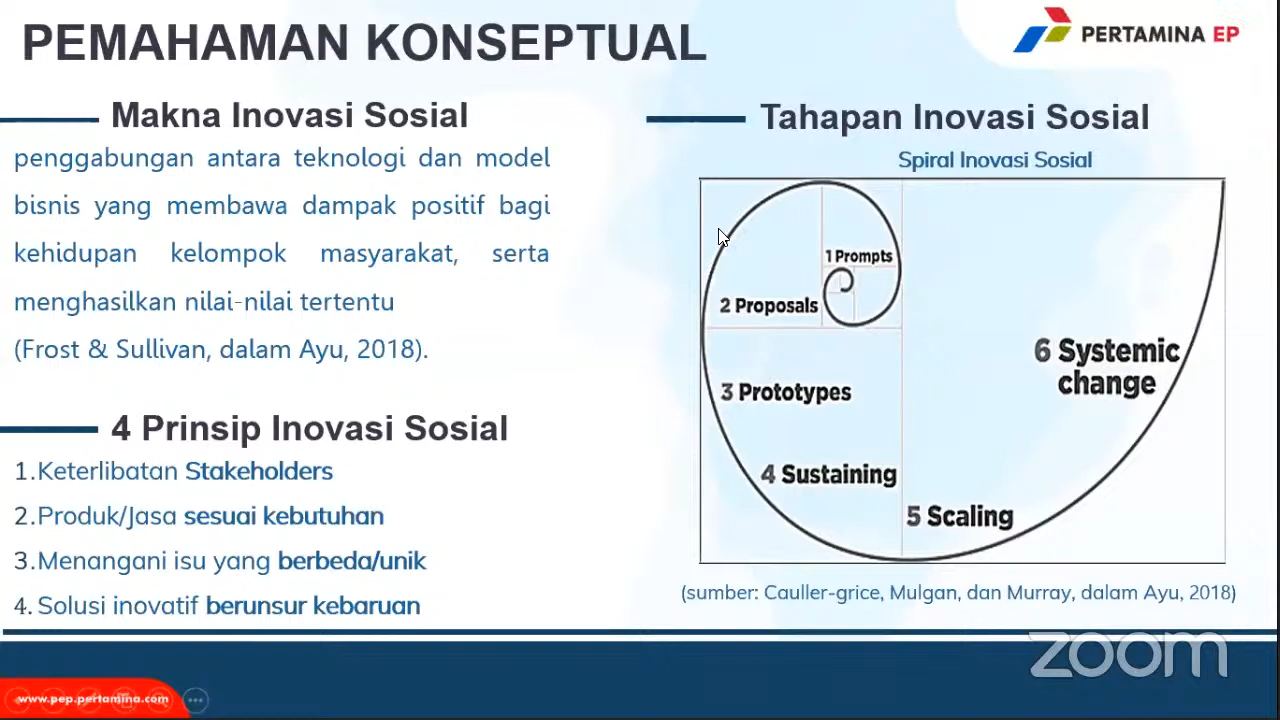 PEMAHAMAN KONSEPTUAL
PERTAMINA EP
Makna Inovasi Sosial
penggabungan antara teknologi dan model
bisnis yang membawa dampak positif bagi
kehidupan kelompok masyarakat, serta
menghasilkan nilai-nilai tertentu
(Frost & Sullivan, dalam Ayu, 2018).
4 Prinsip Inovasi Sosial
1.Keterlibatan Stakeholders
2.Produk/Jasa sesuai kebutuhan
3.Menangani isu yang berbeda/unik
4.Solusi inovatif berunsur kebaruan
Tahapan Inovasi Sosial
Spiral Inovasi Sosial
1 Prompts
2 Proposals
3 Prototypes
4 Sustaining
5 Scaling
6 Systemic
change
(sumber: Cauller-grice, Mulgan, dan Murray, dalam Ayu, 2018)
zoom
www.pep.pertamina.com